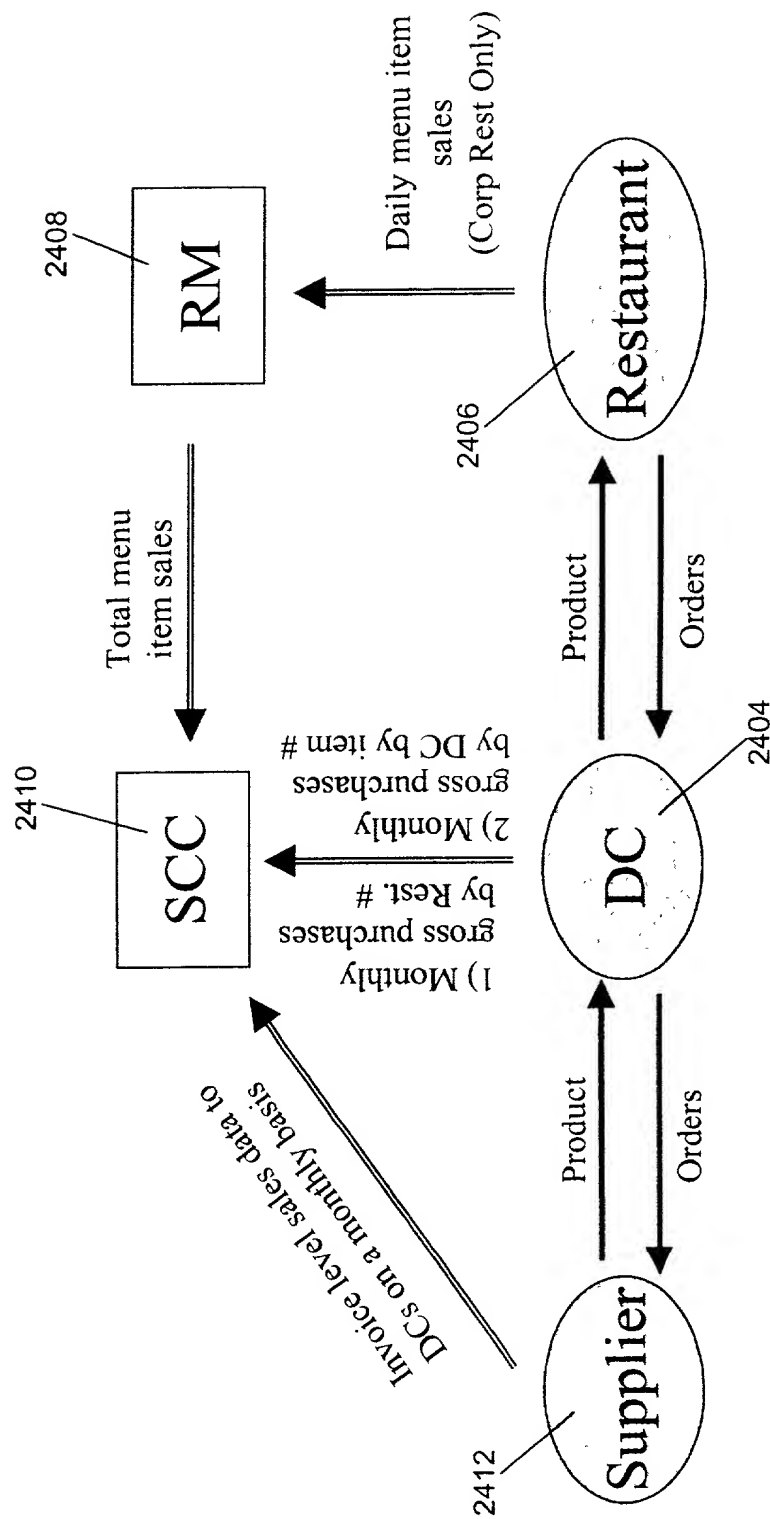 2412
Supplier
Invoice level sales data to
DCs on a monthly basis
Product
Orders
2410
SCC
1) Monthly
gross purchases
by Rest. #
2) Monthly
gross purchases
by DC by item #
DC
2404
Total menu
item sales
Product
Orders
2408
RM
Daily menu item
sales
(Corp Rest Only)
2406
Restaurant